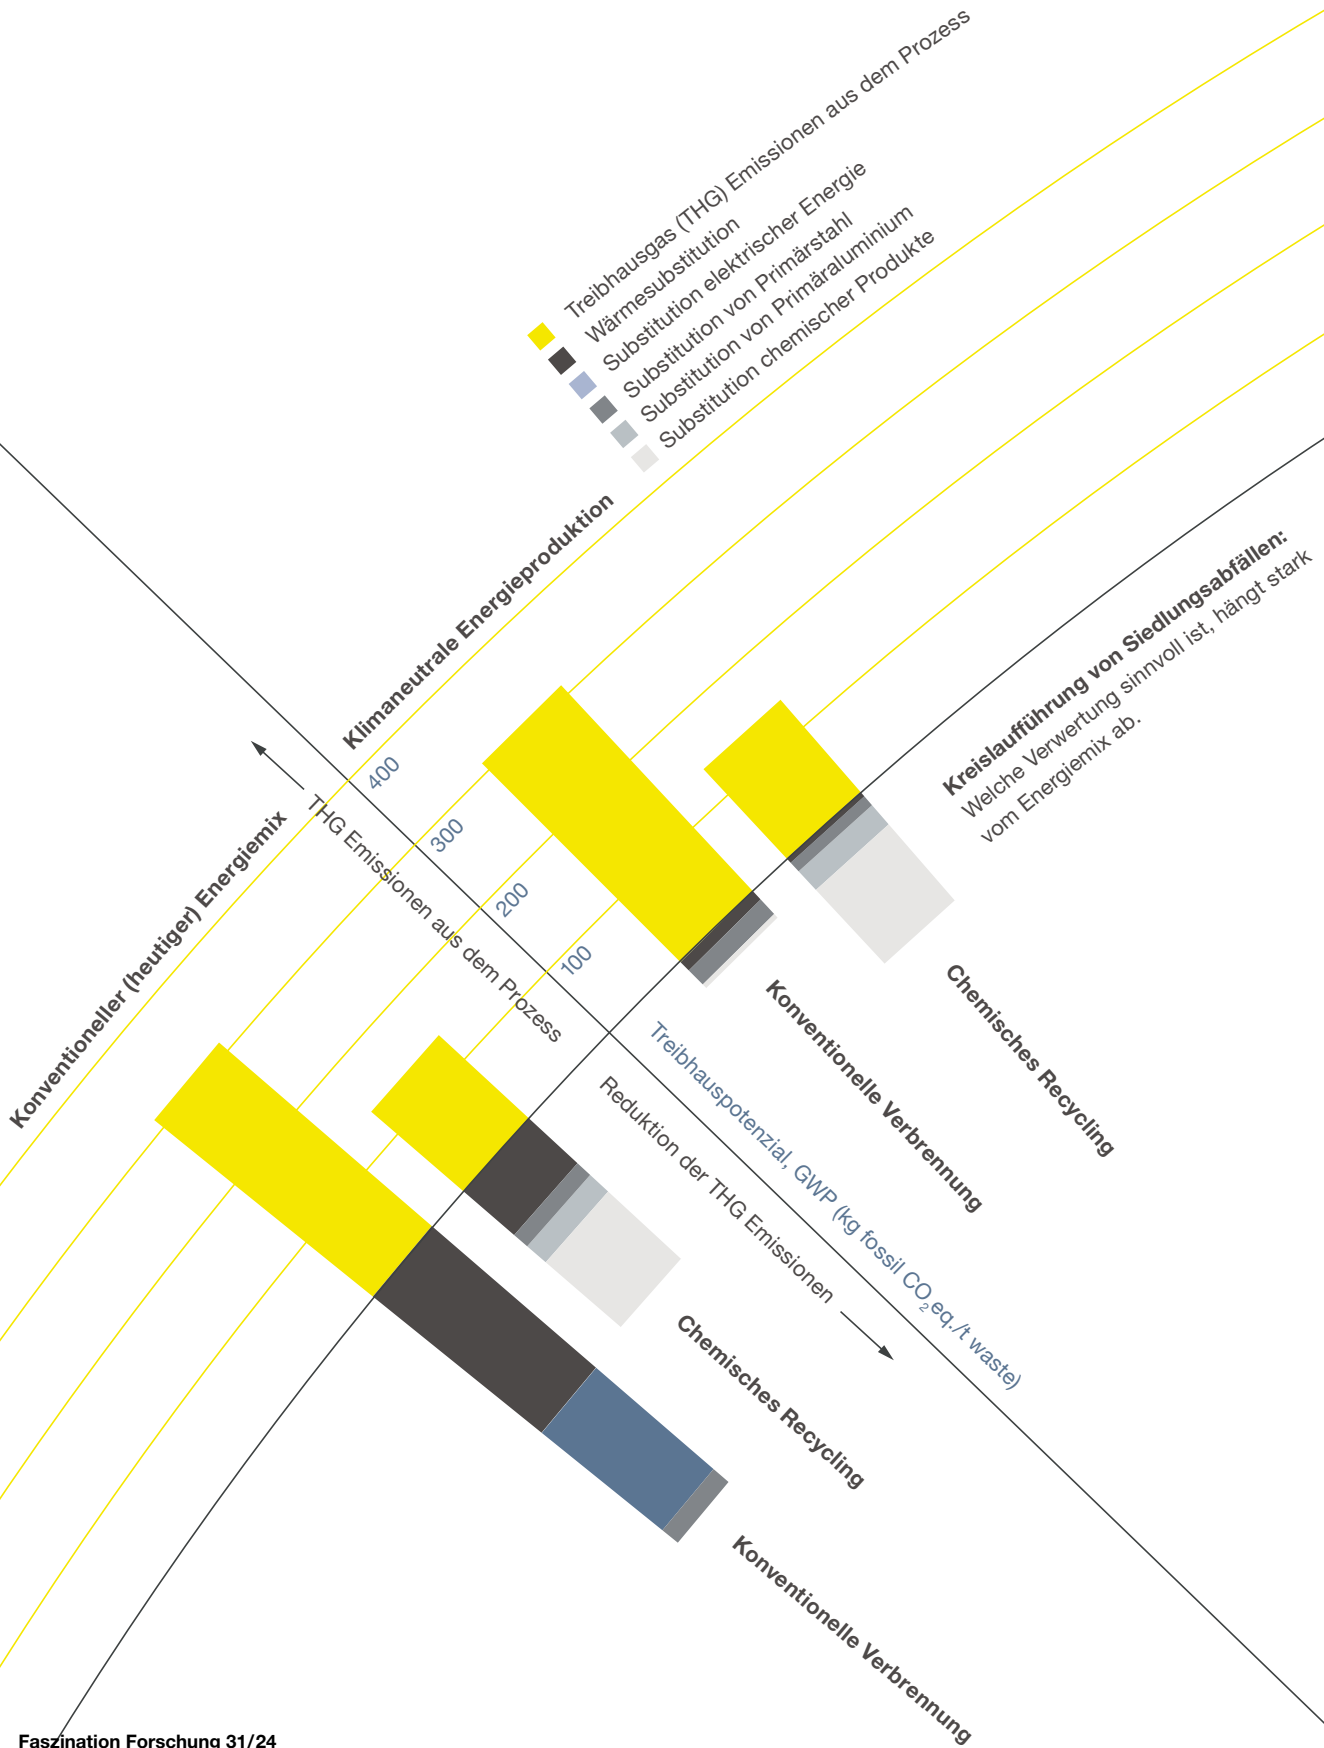 Treibhausgas (THG) Emissionen aus dem Prozess
Wärmesubstitution
Substitution elektrischer Energie
Substitution von Primärstahl
Substitution von Primäraluminium
Substitution chemischer Produkte
Klimaneutrale Energieproduktion
Konventioneller (heutiger) Energiemix
400
300
200
100
THG Emissionen aus dem Prozess
Reduktion der THG Emissionen
Treibhauspotenzial, GWP (kg fossil CO2eq./t waste)
Kreislaufführung von Siedlungsabfällen:
Welche Verwertung sinnvoll ist, hängt stark
vom Energiemix ab.
Chemisches Recycling
Konventionelle Verbrennung
Chemisches Recycling
Konventionelle Verbrennung
Faszination Forschung 31/24